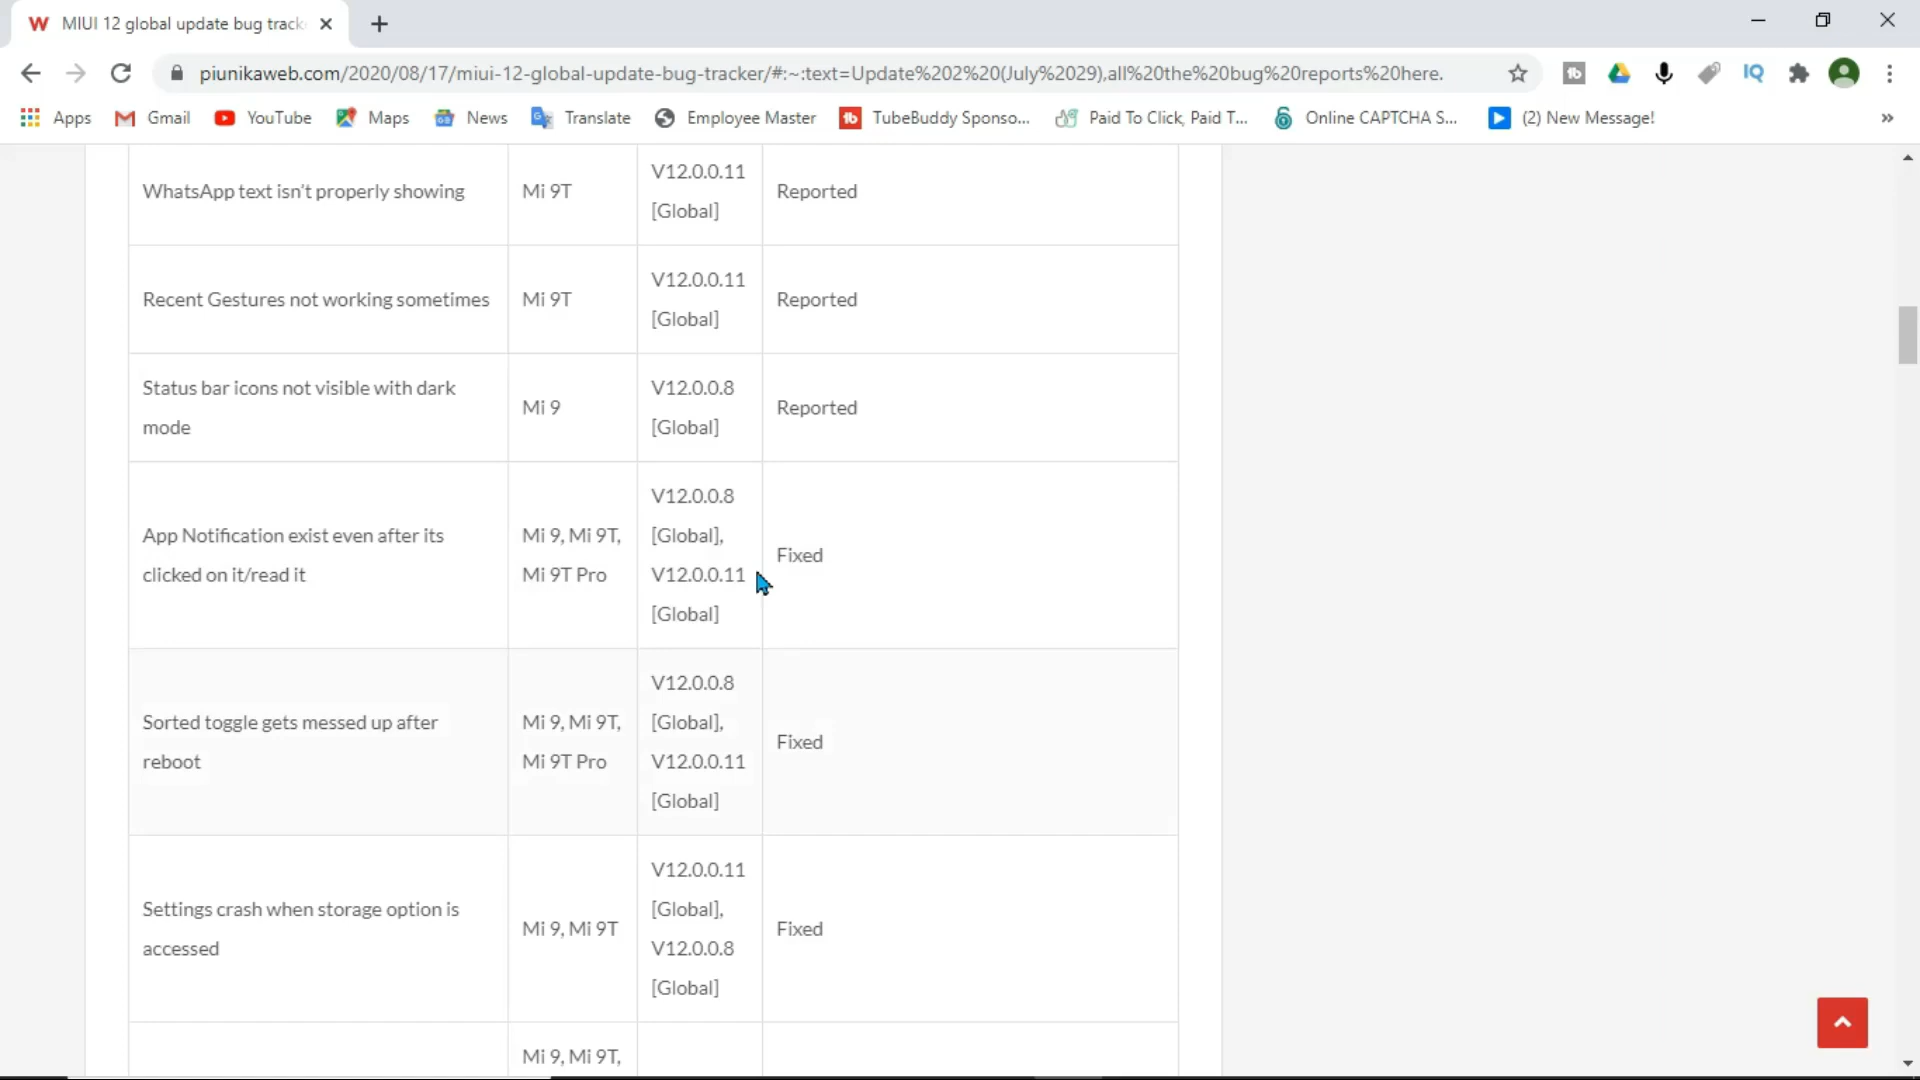 MIUI 12 global update bug track
piunikaweb.com/2020/08/17/miui-12-global-update-bug-tracker/#:~:text=Update%202%20(July%2029),all%20the%20bug%20reports%20here.
Apps Gmail YouTube Maps News Translate Employee Master TubeBuddy Sponso... Paid To Click, Paid T... Online CAPTCHA S... (2) New Message! »
WhatsApp text isn't properly showing Mi 9T V12.0.0.11 Reported
[Global]
Recent Gestures not working sometimes Mi 9T V12.0.0.11 Reported
[Global]
Status bar icons not visible with dark Mi 9 V12.0.0.8 Reported
mode [Global]
V12.0.0.8
App Notification exist even after its Mi 9, Mi 9T, [Global], Fixed
clicked on it/read it Mi 9T Pro V12.0.0.11
[Global]
V12.0.0.8
Sorted toggle gets messed up after Mi 9, Mi 9T, [Global], Fixed
reboot Mi 9T Pro V12.0.0.11
[Global]
V12.0.0.11
Settings crash when storage option is Mi 9, Mi 9T [Global], Fixed
accessed V12.0.0.8
[Global]
Mi 9, Mi 9T,